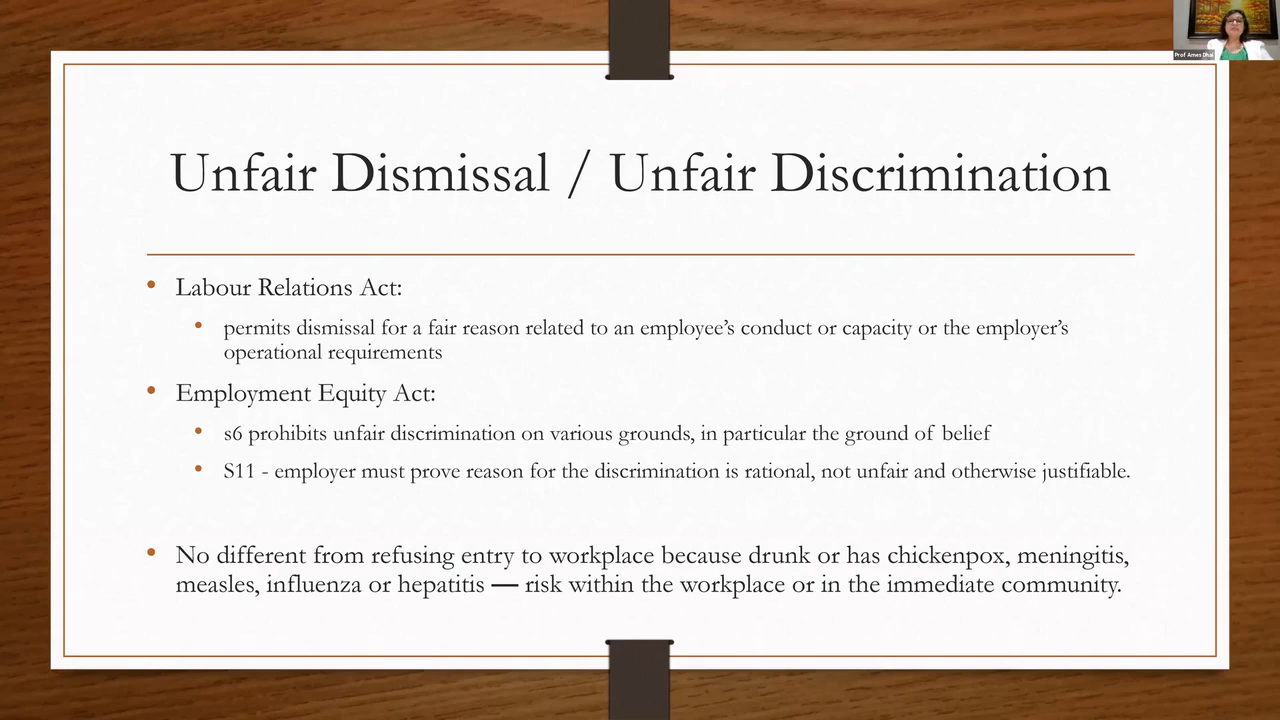 Prof Ames Dhai
Unfair Dismissal / Unfair Discrimination
• Labour Relations Act:
• permits dismissal for a fair reason related to an employee’s conduct or capacity or the employer’s
operational requirements
• Employment Equity Act:
• s6 prohibits unfair discrimination on various grounds, in particular the ground of belief
• S11 - employer must prove reason for the discrimination is rational, not unfair and otherwise justifiable.
• No different from refusing entry to workplace because drunk or has chickenpox, meningitis,
measles, influenza or hepatitis — risk within the workplace or in the immediate community.